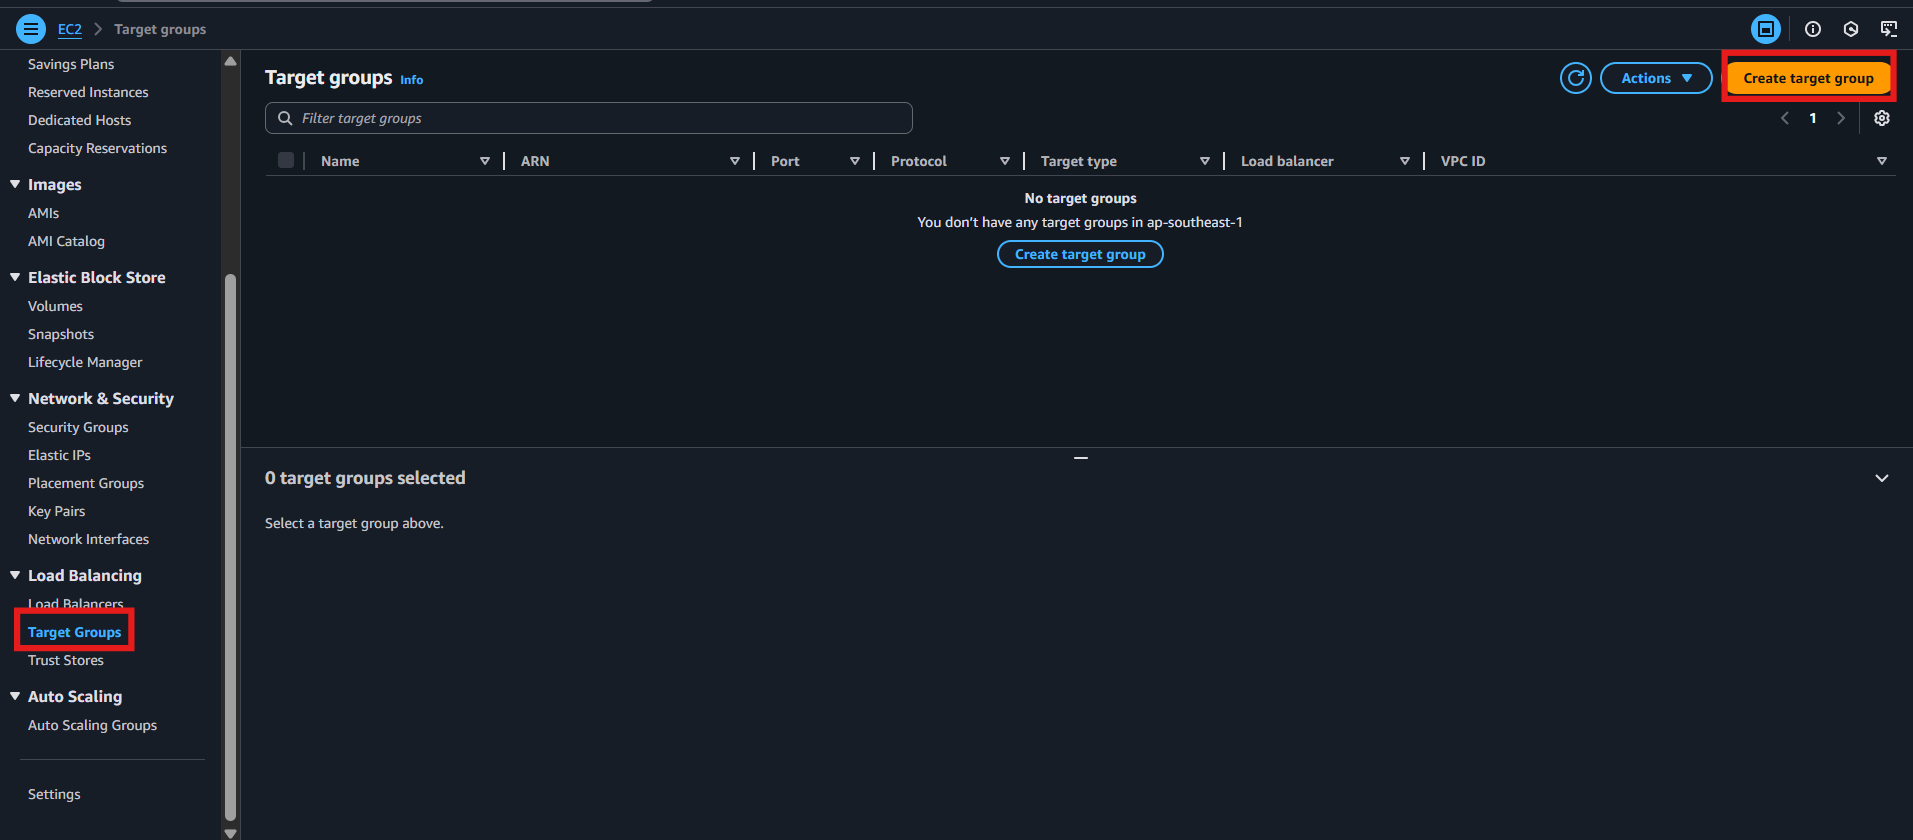 EC2 > Target groups
Savings Plans
Reserved Instances
Dedicated Hosts
Capacity Reservations
Images
AMIs
AMI Catalog
Elastic Block Store
Volumes
Snapshots
Lifecycle Manager
Network & Security
Security Groups
Elastic IPs
Placement Groups
Key Pairs
Network Interfaces
Load Balancing
Load Balancers
Target Groups
Trust Stores
Auto Scaling
Auto Scaling Groups
Settings
Target groups Info
Actions
Create target group
Filter target groups
1
Name ARN Port Protocol Target type Load balancer VPC ID
No target groups
You don’t have any target groups in ap-southeast-1
Create target group
0 target groups selected
Select a target group above.